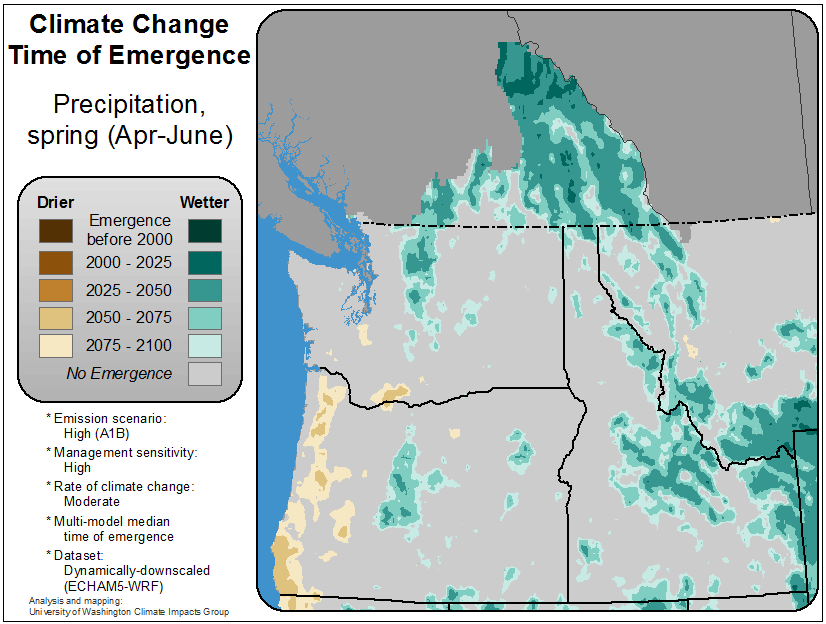 Climate Change
Time of Emergence
Precipitation,
spring (Apr-June)
Drier Wetter
Emergence
before 2000
2000 - 2025
2025 - 2050
2050 - 2075
2075 - 2100
No Emergence
* Emission scenario:
High (A1B)
* Management sensitivity:
High
* Rate of climate change:
Moderate
* Multi-model median
time of emergence
* Dataset:
Dynamically-downscaled
(ECHAM5-WRF)
Analysis and mapping:
University of Washington Climate Impacts Group